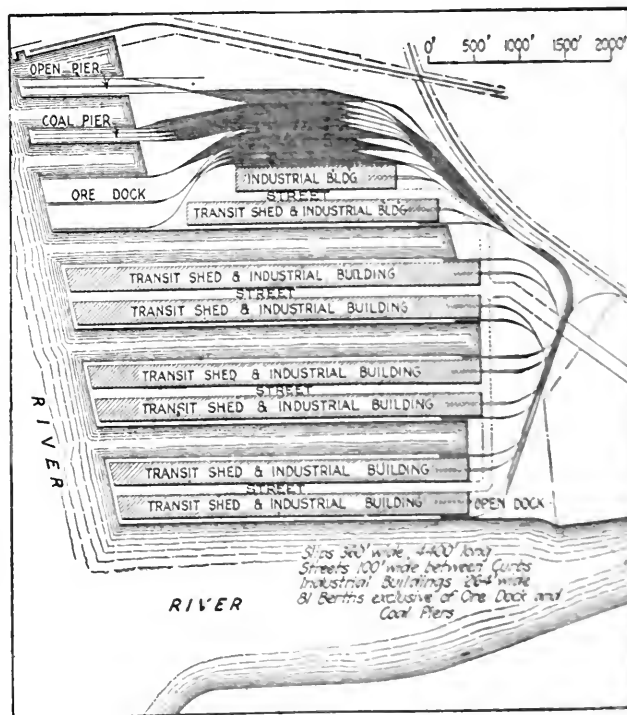 0' 500' 1000' 1500' 2000'
OPEN PIER
COAL PIER
ORE DOCK
INDUSTRIAL BLDG
STREET
TRANSIT SHED & INDUSTRIAL BLDG
TRANSIT SHED & INDUSTRIAL BUILDING
STREET
TRANSIT SHED & INDUSTRIAL BUILDING
TRANSIT SHED & INDUSTRIAL BUILDING
STREET
TRANSIT SHED & INDUSTRIAL BUILDING
TRANSIT SHED & INDUSTRIAL BUILDING
STREET
TRANSIT SHED & INDUSTRIAL BUILDING
OPEN DOCK
RIVER
Slips 360' wide, 4400' long
Streets 100' wide between Curbs
Industrial Buildings 264' wide
81 Berths exclusive of Ore Dock and
Coal Piers
RIVER